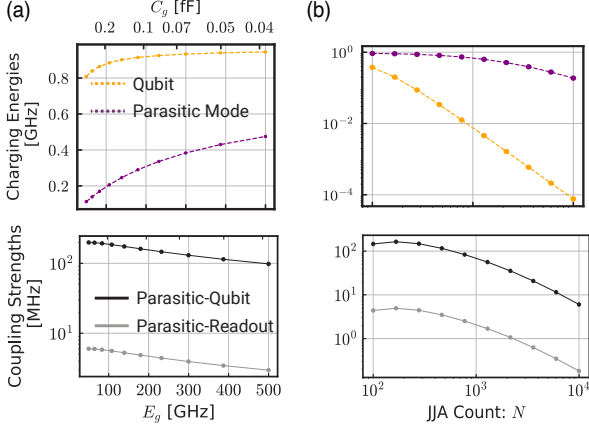 (a)
C_g [fF]
0.2 0.1 0.07 0.05 0.04
(b)
Charging Energies
[GHz]
0.8
0.6
0.4
0.2
Qubit
Parasitic Mode
10^0
10^-2
10^-4
Coupling Strengths
[MHz]
10^2
10^1
Parasitic-Qubit
Parasitic-Readout
100 200 300 400 500
E_g [GHz]
10^2
10^1
10^0
10^2 10^3 10^4
JJA Count: N